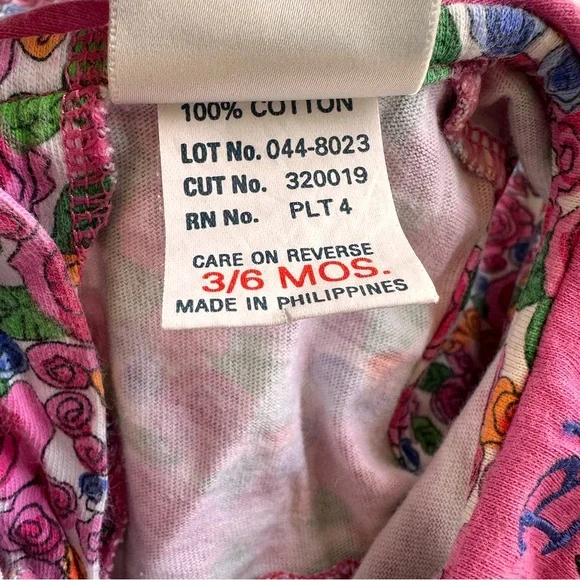 100% COTTON
LOT No. 044-8023
CUT No. 320019
RN No. PLT 4
CARE ON REVERSE
3/6 MOS.
MADE IN PHILIPPINES